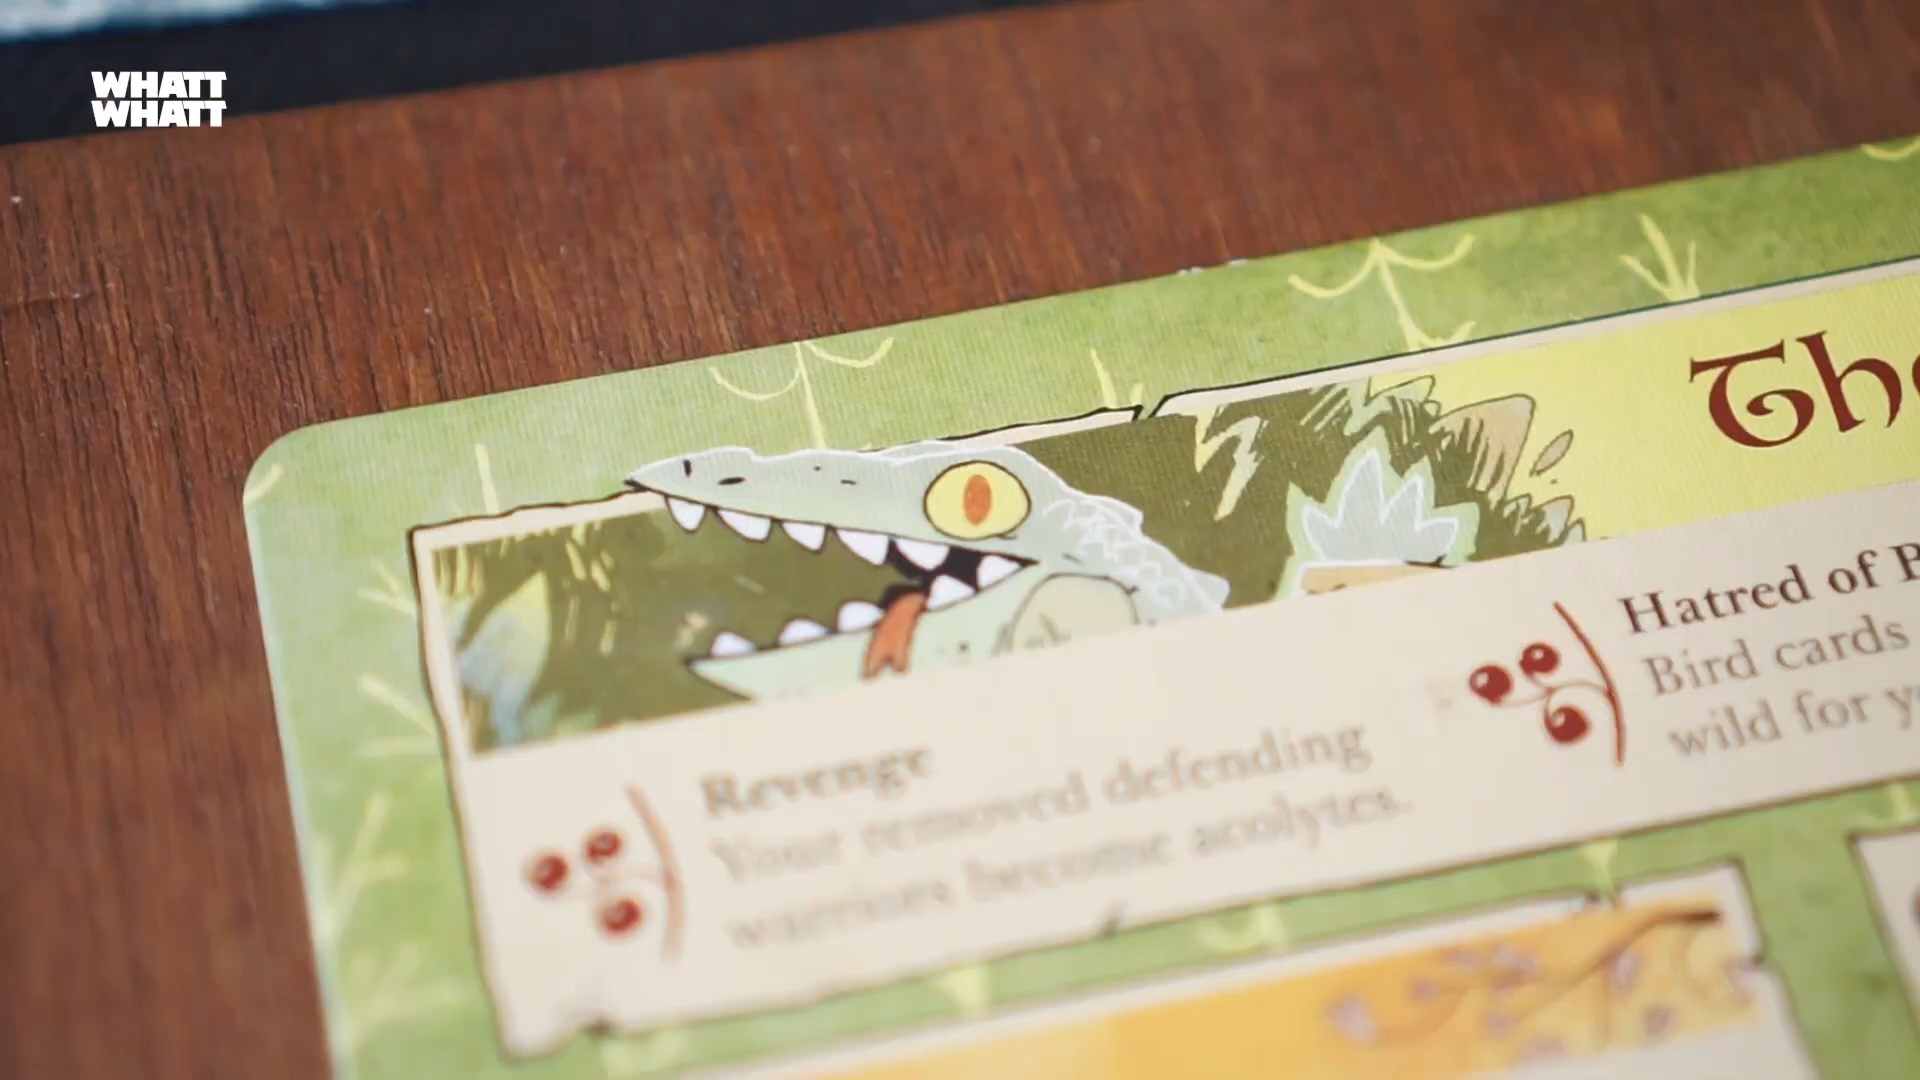 WHATT
WHATT
The
Hatred of B
Bird cards
wild for y
Revenge
Your removed defending
warriors become acolytes.